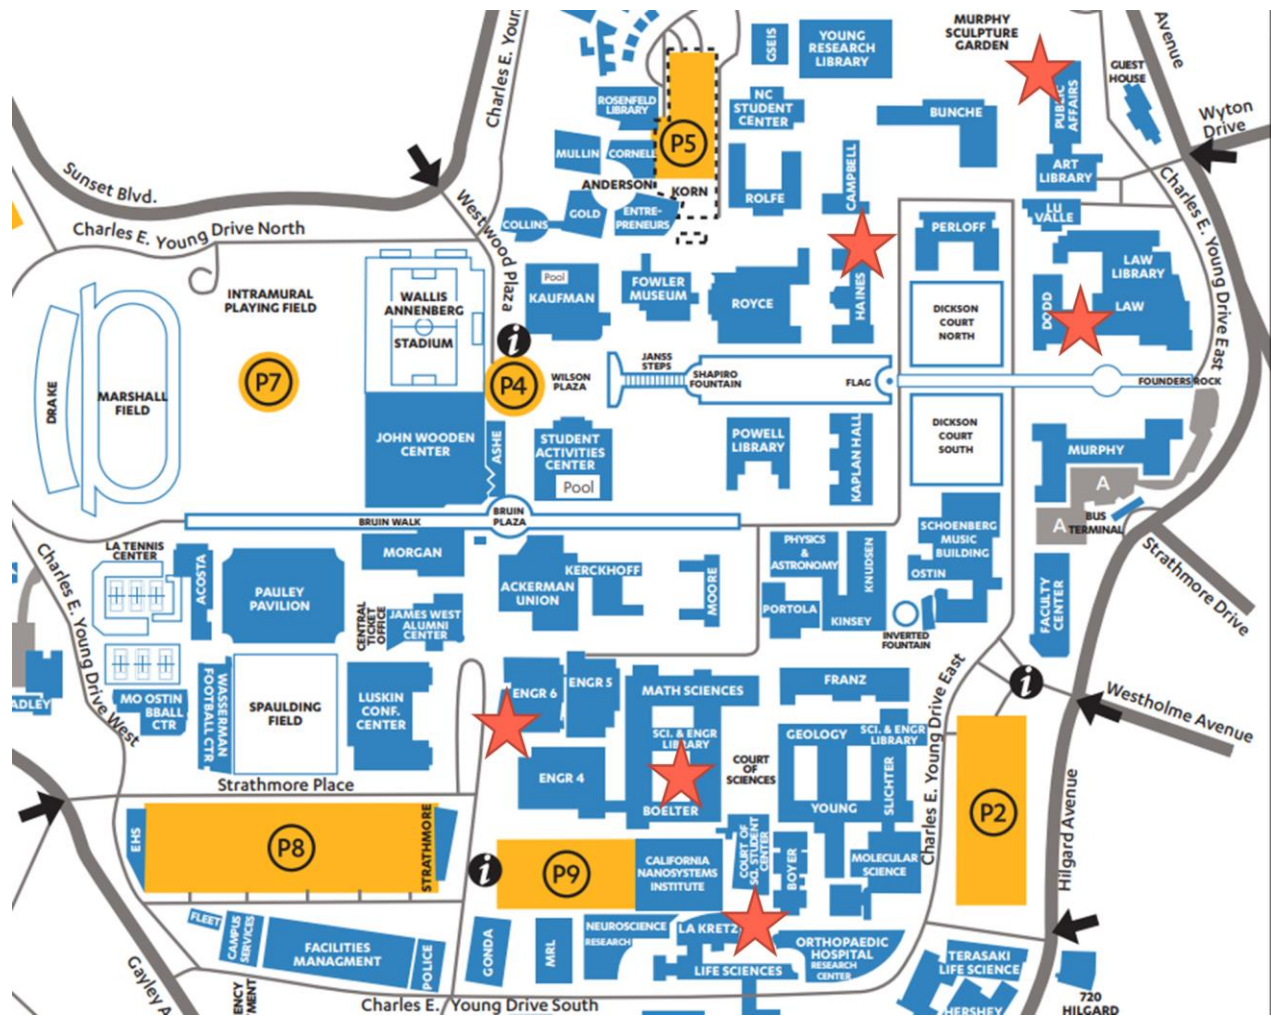 MURPHY
SCULPTURE
GARDEN
Avenue
Charles E. Youn
GSEIS
YOUNG
RESEARCH
LIBRARY
PUBLIC
AFFAIRS
GUEST
HOUSE
Wyton
Drive
ROSENFELD
LIBRARY
NC
STUDENT
CENTER
BUNCHE
P5
MULLIN
CORNELL
ANDERSON
KORN
ROLFE
CAMPBELL
ART
LIBRARY
Sunset Blvd.
Charles E. Young Drive North
Westwood Plaza
COLLINS
GOLD
ENTRE-
PRENEURS
PERLOFF
LU
VALLE
Charles E. Young Drive East
LAW
LIBRARY
LAW
DODD
INTRAMURAL
PLAYING FIELD
WALLIS
ANNENBERG
STADIUM
Pool
KAUFMAN
FOWLER
MUSEUM
ROYCE
HAINES
DICKSON
COURT
NORTH
P7
P4
DRAKE
MARSHALL
FIELD
WILSON
PLAZA
JANSS
STEPS
SHAPIRO
FOUNTAIN
FLAG
FOUNDERS ROCK
JOHN WOODEN
CENTER
ASHE
STUDENT
ACTIVITIES
CENTER
Pool
POWELL
LIBRARY
KAPLAN HALL
DICKSON
COURT
SOUTH
MURPHY
A
A
BUS
TERMINAL
BRUIN WALK
BRUIN
PLAZA
SCHOENBERG
MUSIC
BUILDING
OSTIN
LA TENNIS
CENTER
ACOSTA
PAULEY
PAVILION
MORGAN
CENTRAL
TICKET
OFFICE
JAMES WEST
ALUMNI
CENTER
ACKERMAN
UNION
KERCKHOFF
MOORE
PHYSICS
&
ASTRONOMY
KNUDSEN
PORTOLA
KINSEY
INVERTED
FOUNTAIN
FACULTY
CENTER
Strathmore Drive
Charles E. Young Drive West
ADLEY
MO OSTIN
BBALL
CTR
WASSERMAN
FOOTBALL CTR
SPAULDING
FIELD
LUSKIN
CONF.
CENTER
ENGR 6
ENGR 5
MATH SCIENCES
SCI. & ENGR
LIBRARY
FRANZ
GEOLOGY
SCI. & ENGR
LIBRARY
Charles E. Young Drive East
Westholme Avenue
Strathmore Place
ENGR 4
BOELTER
COURT
OF
SCIENCES
YOUNG
SLICHTER
P2
Hilgard Avenue
EHS
P8
STRATHMORE
P9
CALIFORNIA
NANOSYSTEMS
INSTITUTE
COURT OF
SCI. STUDENT
CENTER
BOYER
MOLECULAR
SCIENCE
FLEET
CAMPUS
SERVICES
FACILITIES
MANAGMENT
POLICE
GONDA
MRL
NEUROSCIENCE
RESEARCH
LA KRETZ
LIFE SCIENCES
ORTHOPAEDIC
HOSPITAL
RESEARCH
CENTER
TERASAKI
LIFE SCIENCE
HERSHEY
720
HILGARD
Gayley A
ENCY
MENT
Charles E. Young Drive South